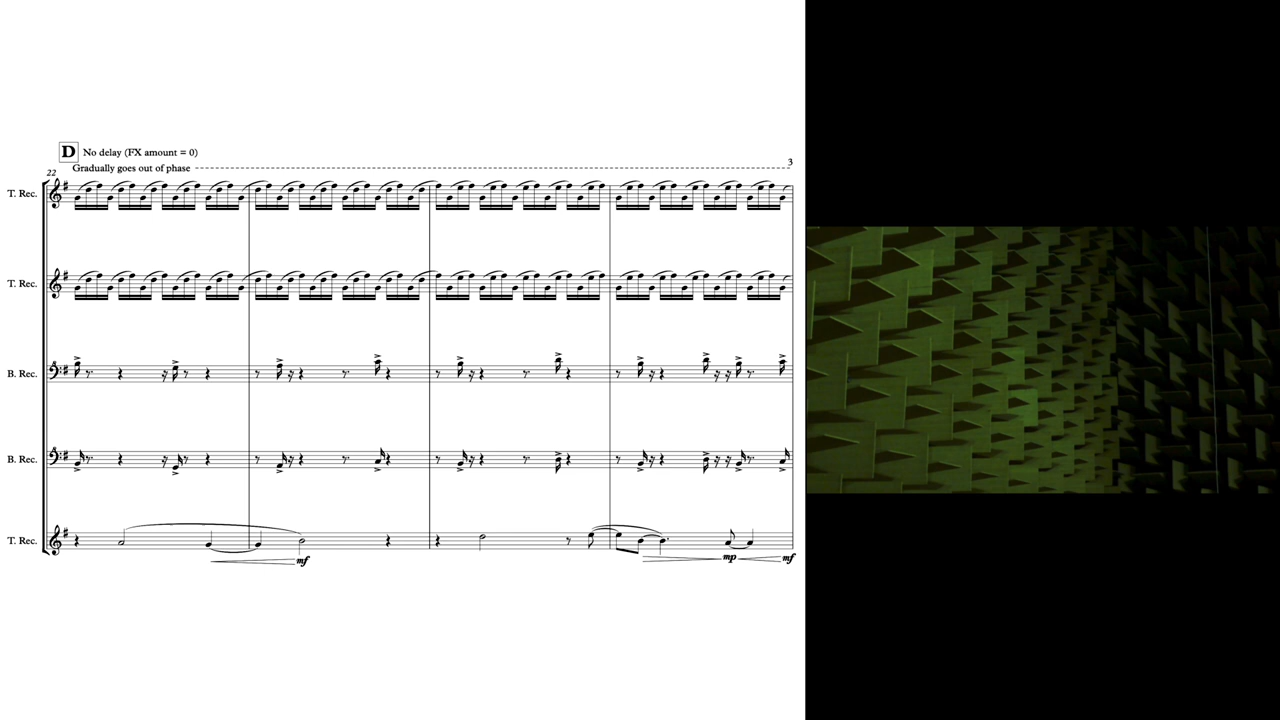 D No delay (FX amount = 0)
3
Gradually goes out of phase
22
T. Rec.
T. Rec.
B. Rec.
B. Rec.
T. Rec.
mf
mp
mf